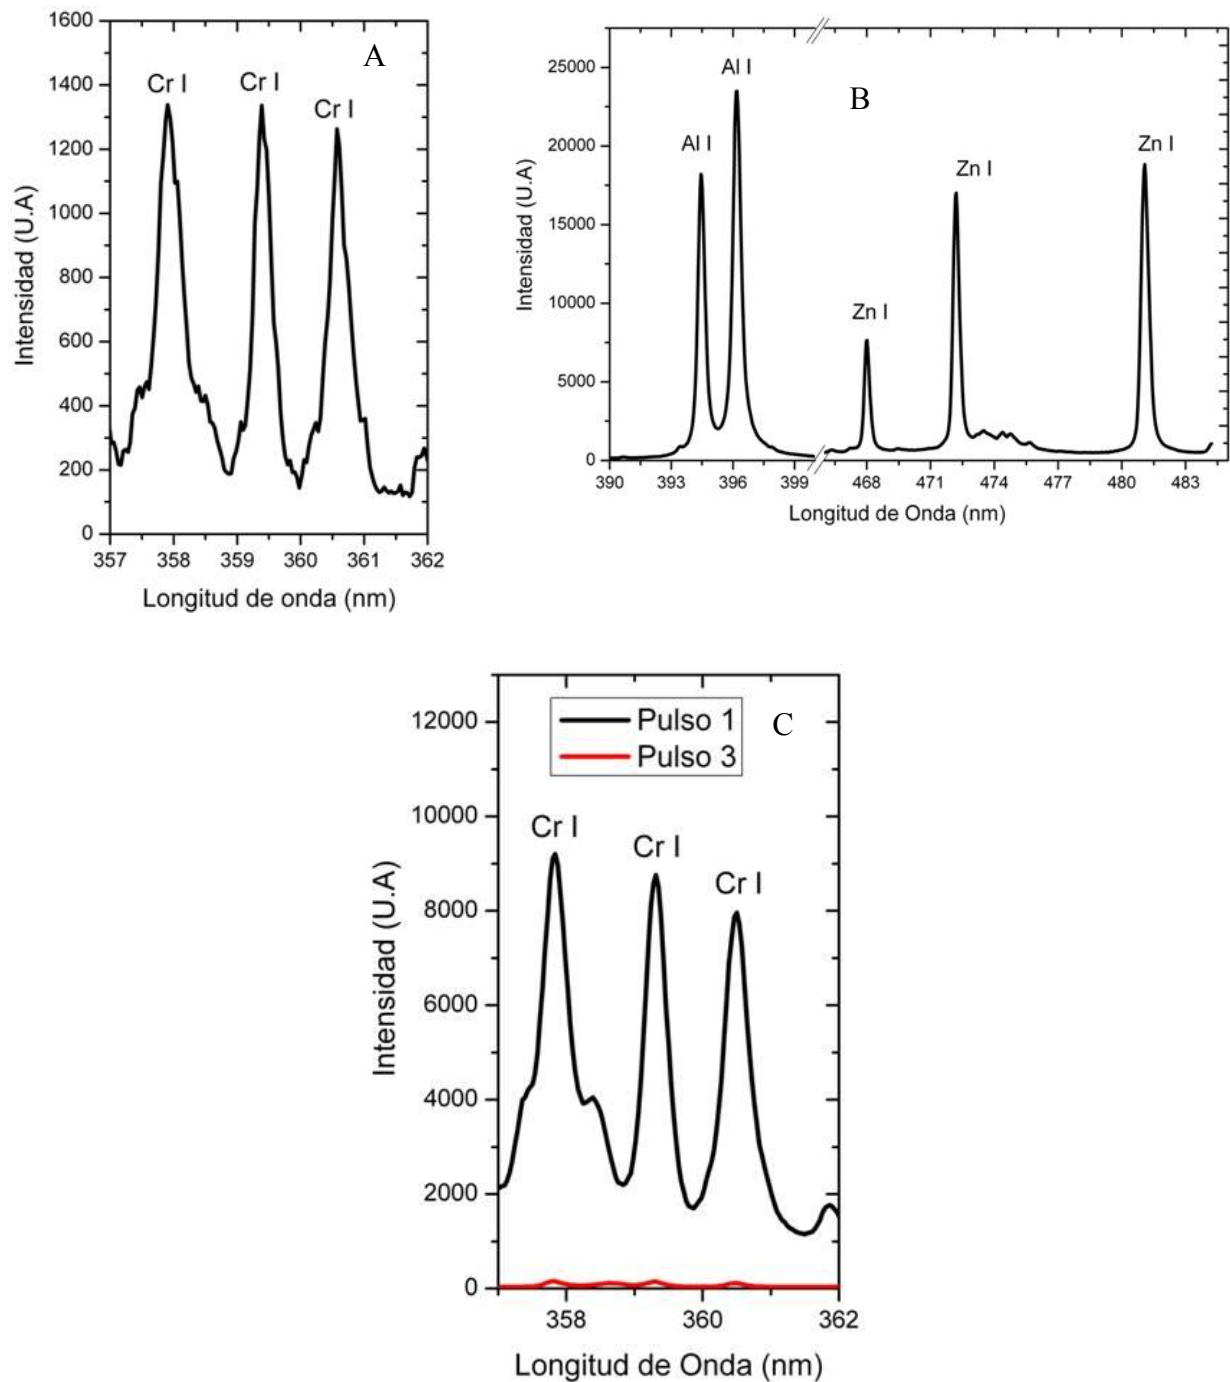 A
Cr I Cr I Cr I
1600
1400
1200
1000
800
600
400
200
0
Intensidad (U.A)
357 358 359 360 361 362
Longitud de onda (nm)
B
Al I
Al I
Zn I
Zn I
Zn I
25000
20000
15000
10000
5000
0
Intensidad (U.A)
390 393 396 399 468 471 474 477 480 483
Longitud de Onda (nm)
Pulso 1
Pulso 3
C
Cr I
Cr I
Cr I
12000
10000
8000
6000
4000
2000
0
Intensidad (U.A)
358 360 362
Longitud de Onda (nm)